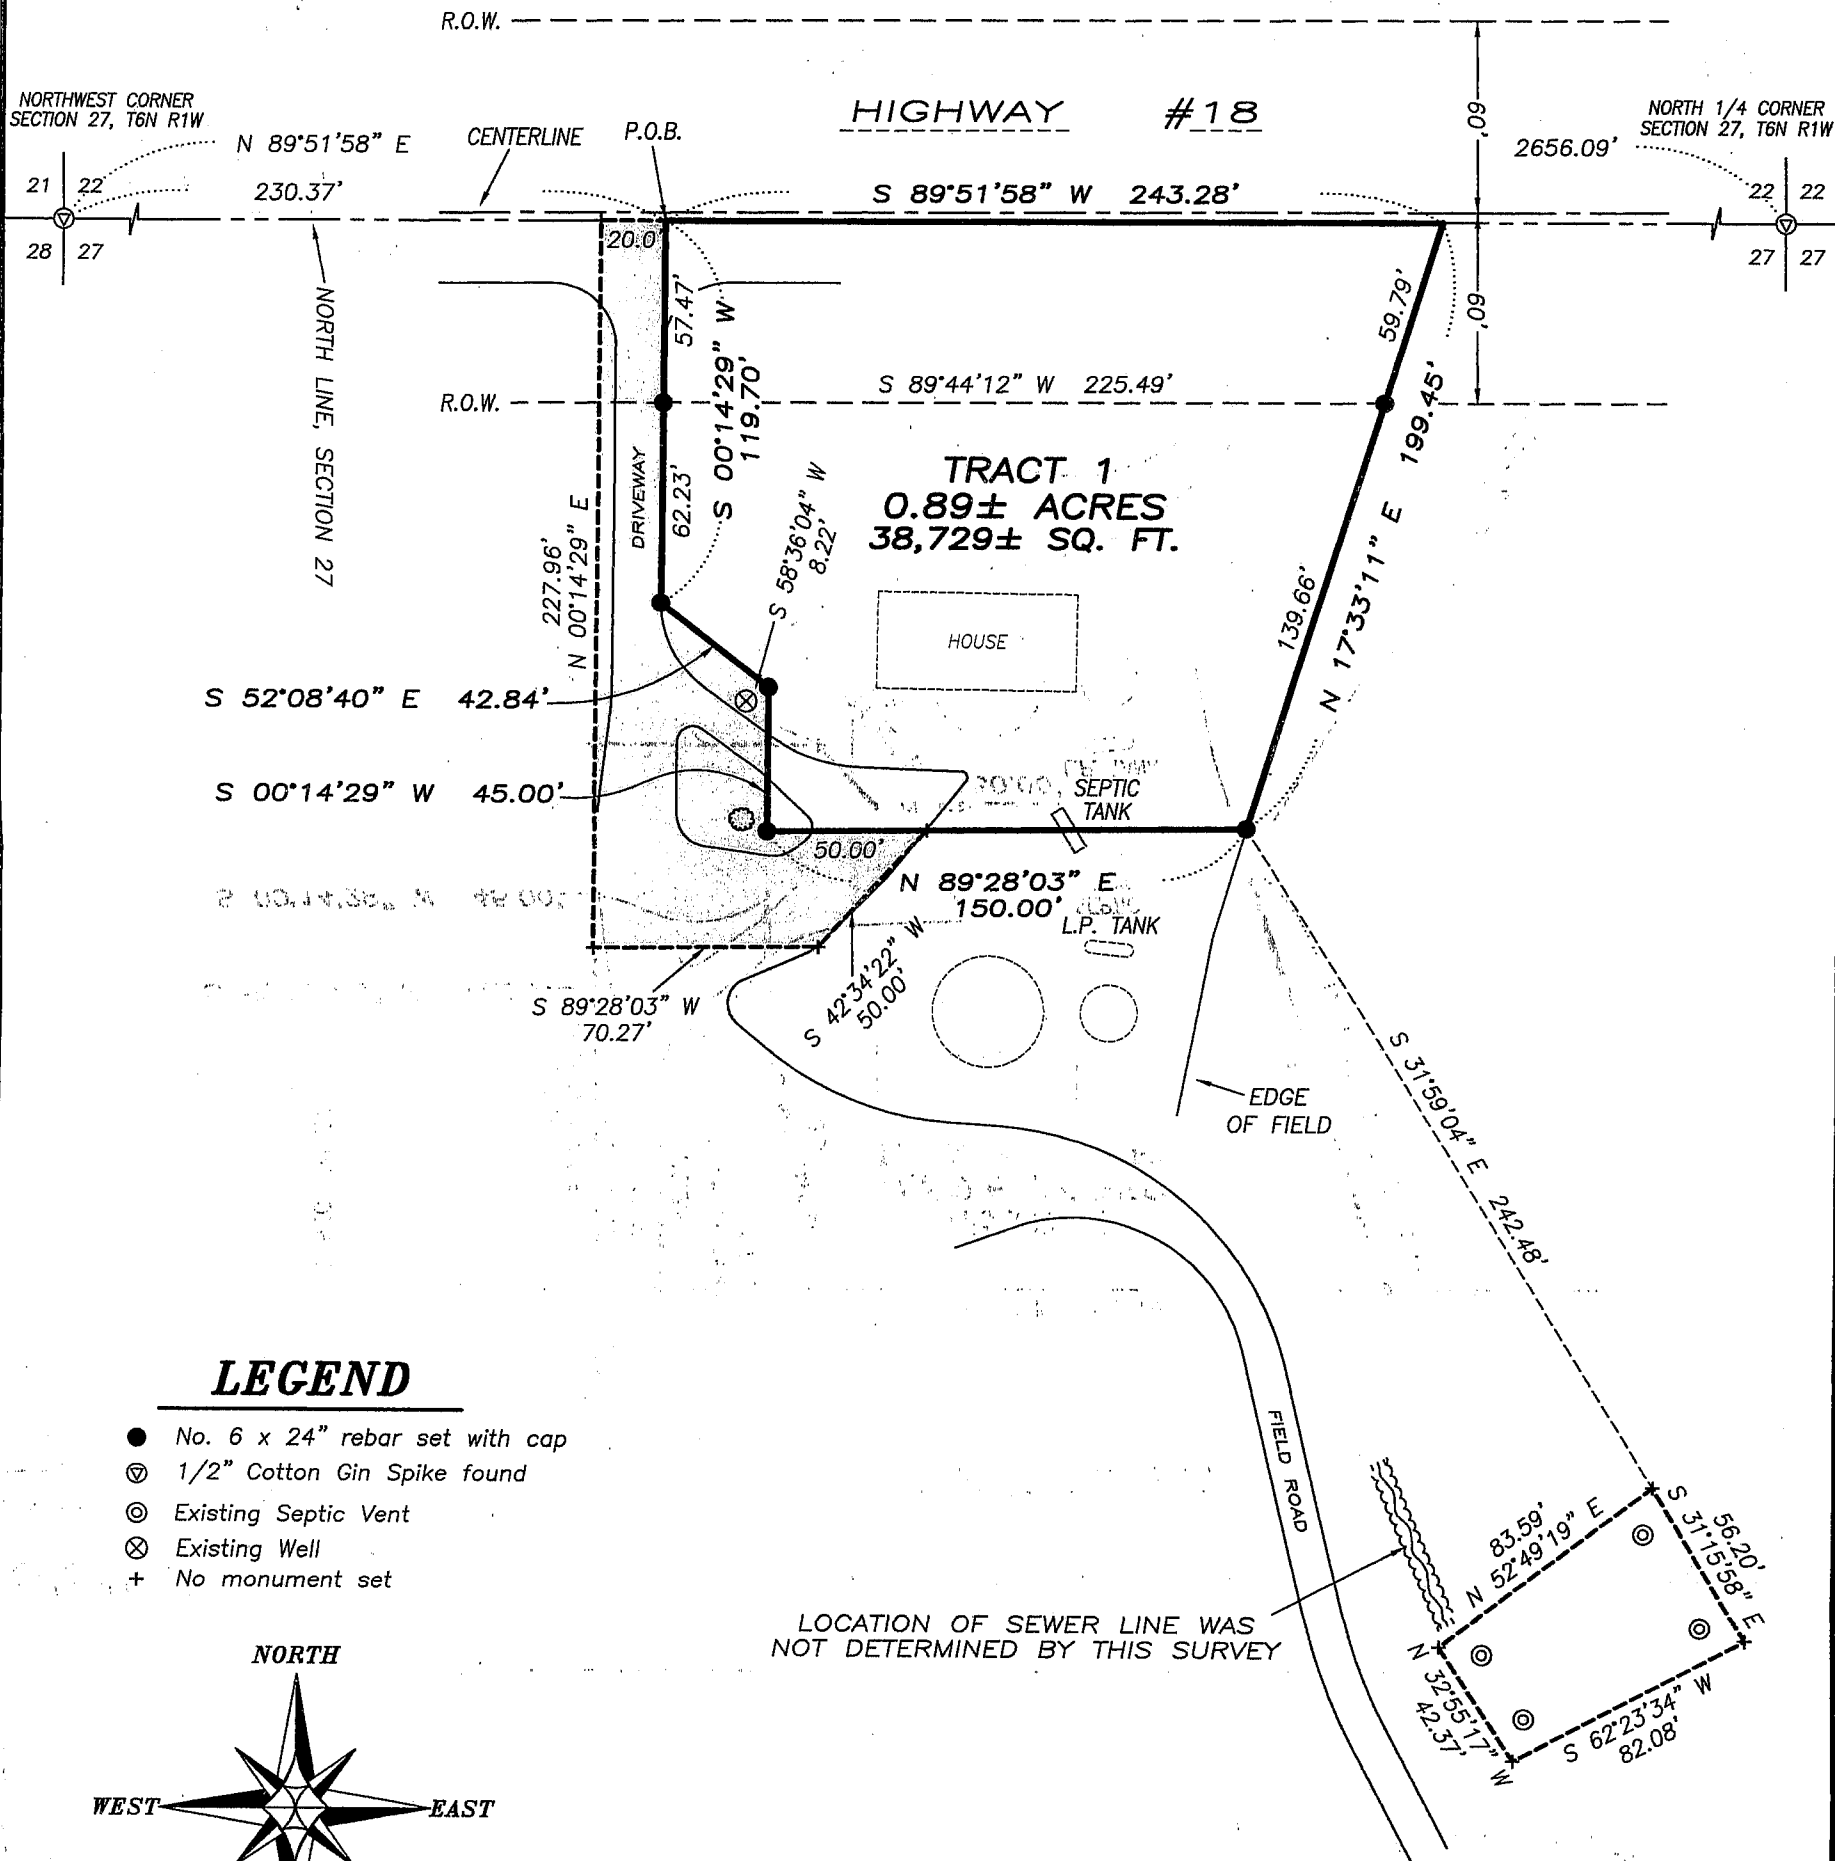 R.O.W.
NORTHWEST CORNER
SECTION 27, T6N R1W
N 89°51'58" E
230.37'
CENTERLINE
P.O.B.
HIGHWAY #18
60'
NORTH 1/4 CORNER
SECTION 27, T6N R1W
2656.09'
21 22
28 27
S 89°51'58" W 243.28'
22 22
27 27
20.0'
57.47'
S 00°14'29" W
119.70'
59.79'
60'
NORTH LINE, SECTION 27
R.O.W.
S 89°44'12" W 225.49'
N 17°33'11" E 199.45'
DRIVEWAY
62.23'
S 58°36'04" W
8.22'
TRACT 1
0.89± ACRES
38,729± SQ. FT.
227.96'
N 00°14'29" E
139.66'
HOUSE
S 52°08'40" E 42.84'
S 00°14'29" W 45.00'
SEPTIC
TANK
50.00'
N 89°28'03" E
150.00'
L.P. TANK
S 42°34'22" W
50.00'
S 89°28'03" W
70.27'
EDGE
OF FIELD
S 31°59'04" E 242.48'
LEGEND
No. 6 x 24" rebar set with cap
1/2" Cotton Gin Spike found
Existing Septic Vent
Existing Well
No monument set
FIELD ROAD
83.59'
N 52°49'19" E
56.20'
S 31°15'58" E
LOCATION OF SEWER LINE WAS
NOT DETERMINED BY THIS SURVEY
N 32°55'17" W
42.37'
S 62°23'34" W
82.08'
NORTH
WEST
EAST